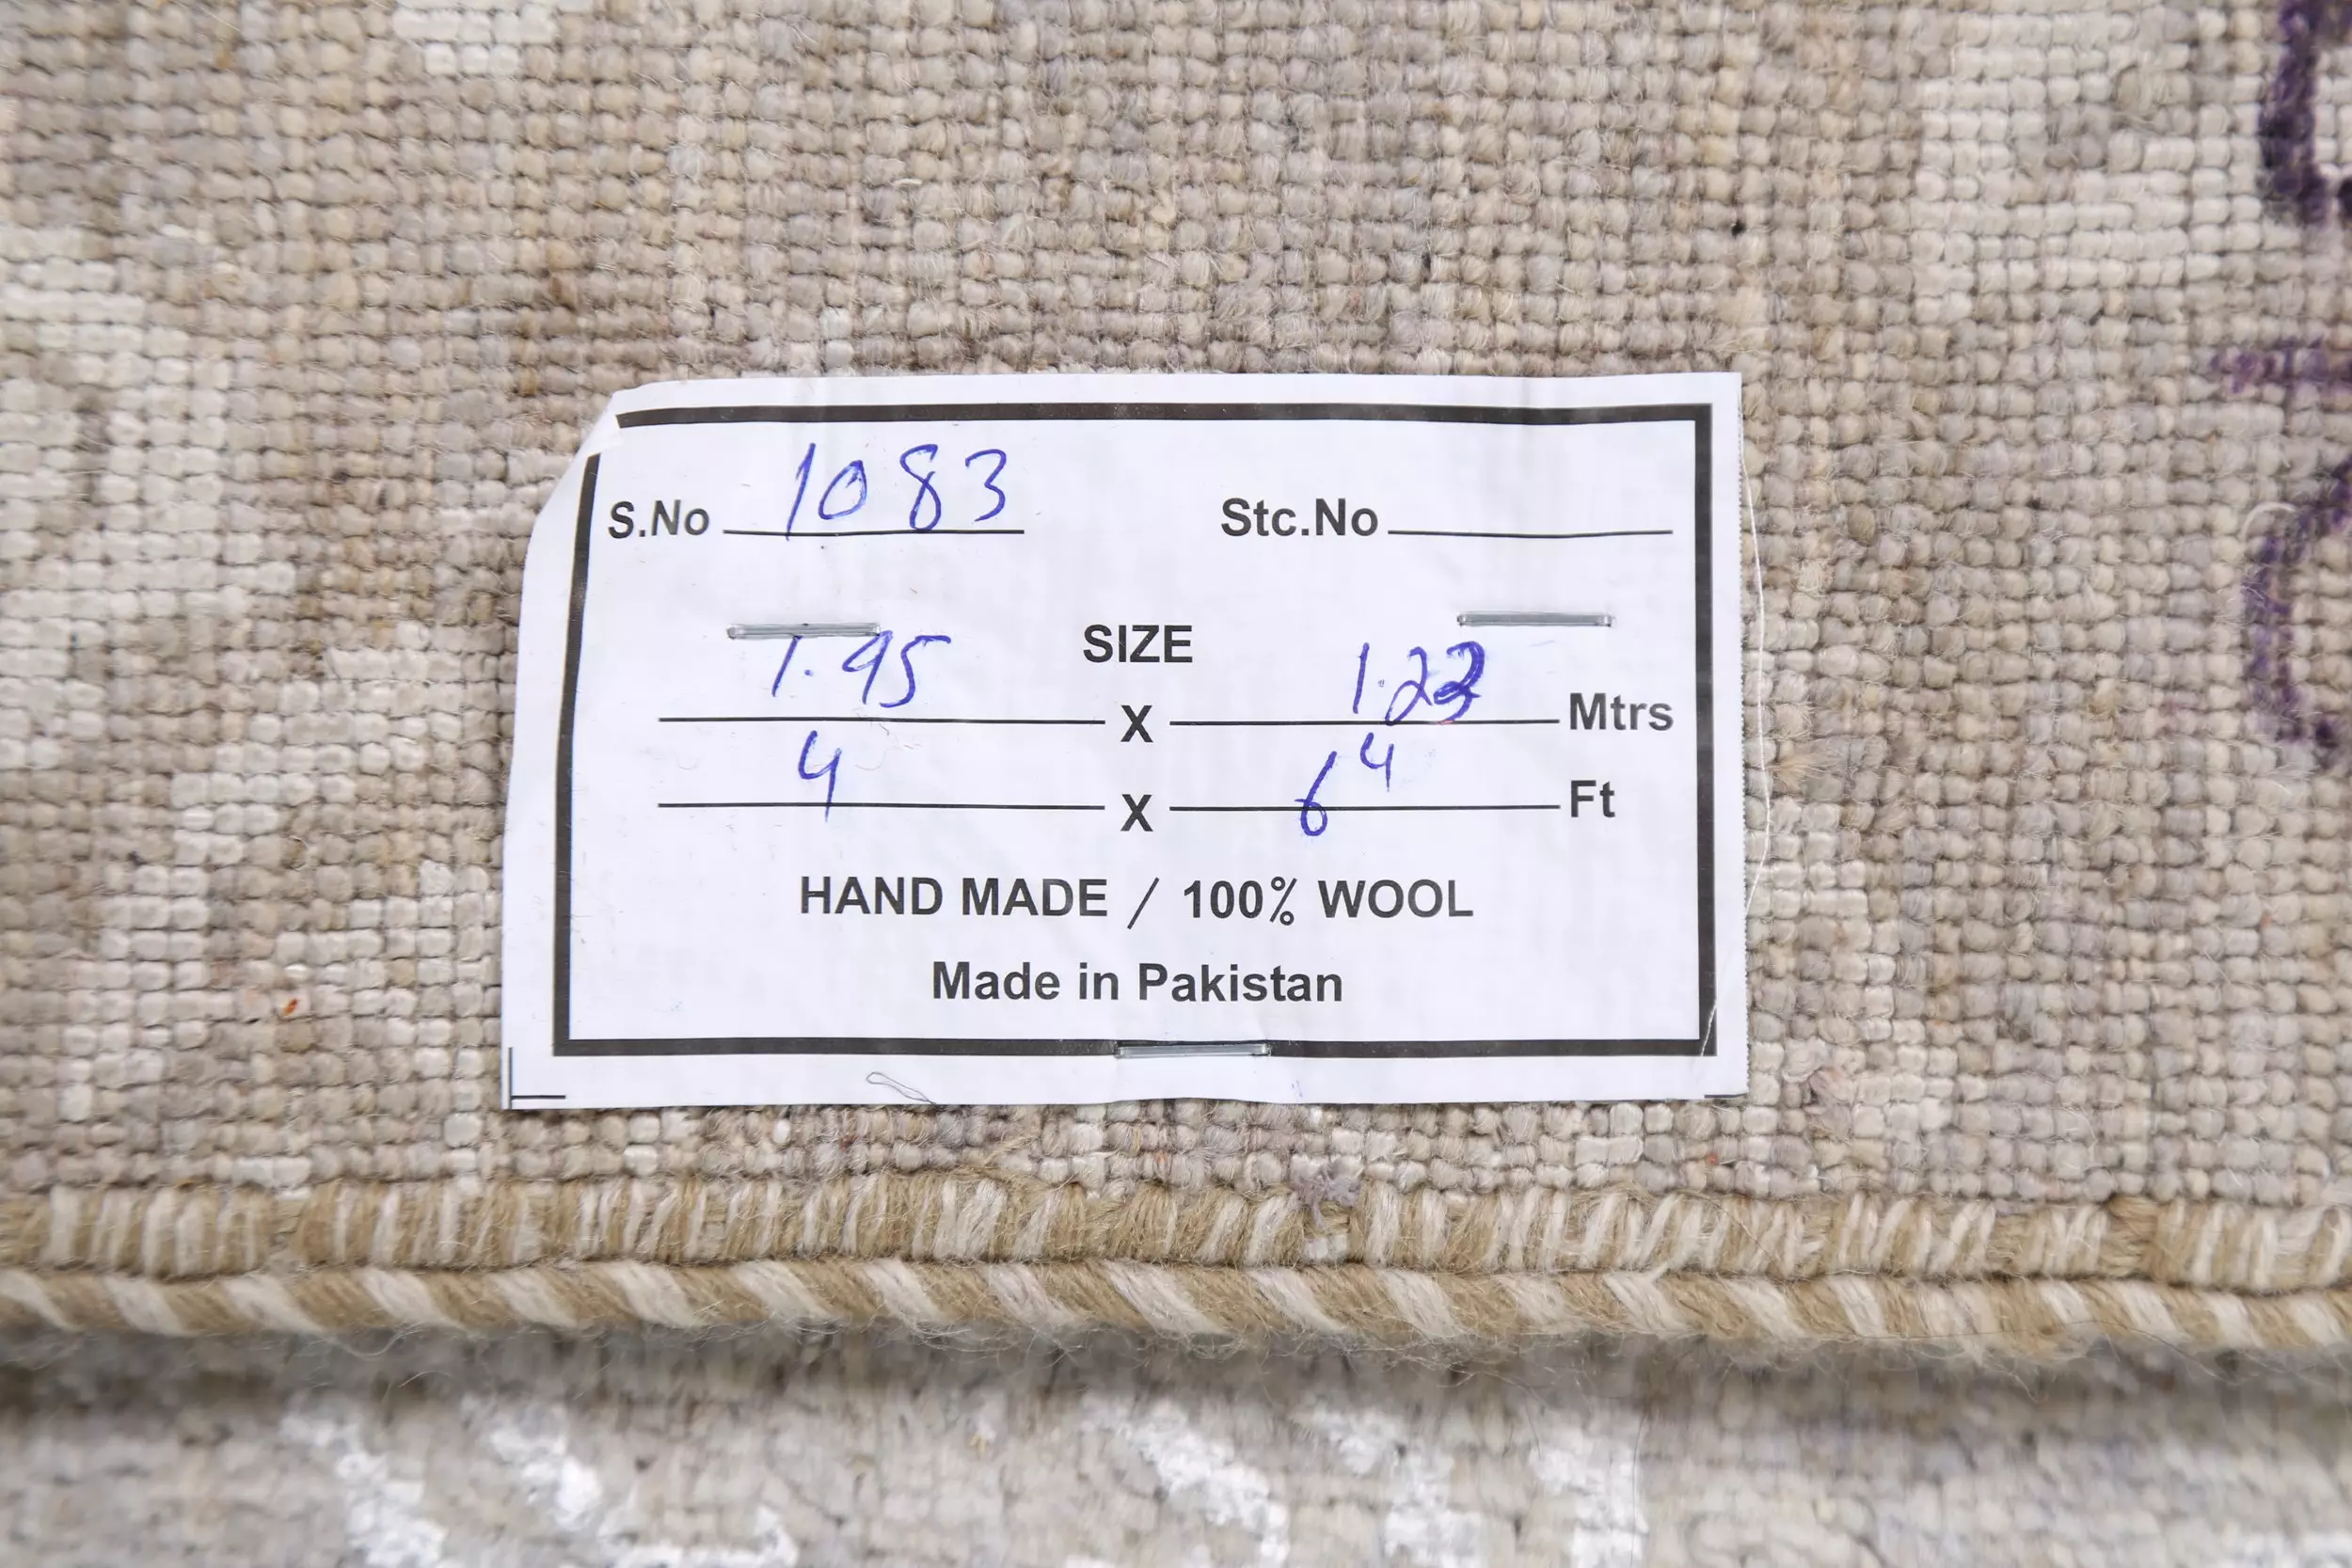 S.No 1083 Stc.No
SIZE
1.95 X 1.22 Mtrs
4 X 6 4 Ft
HAND MADE / 100% WOOL
Made in Pakistan